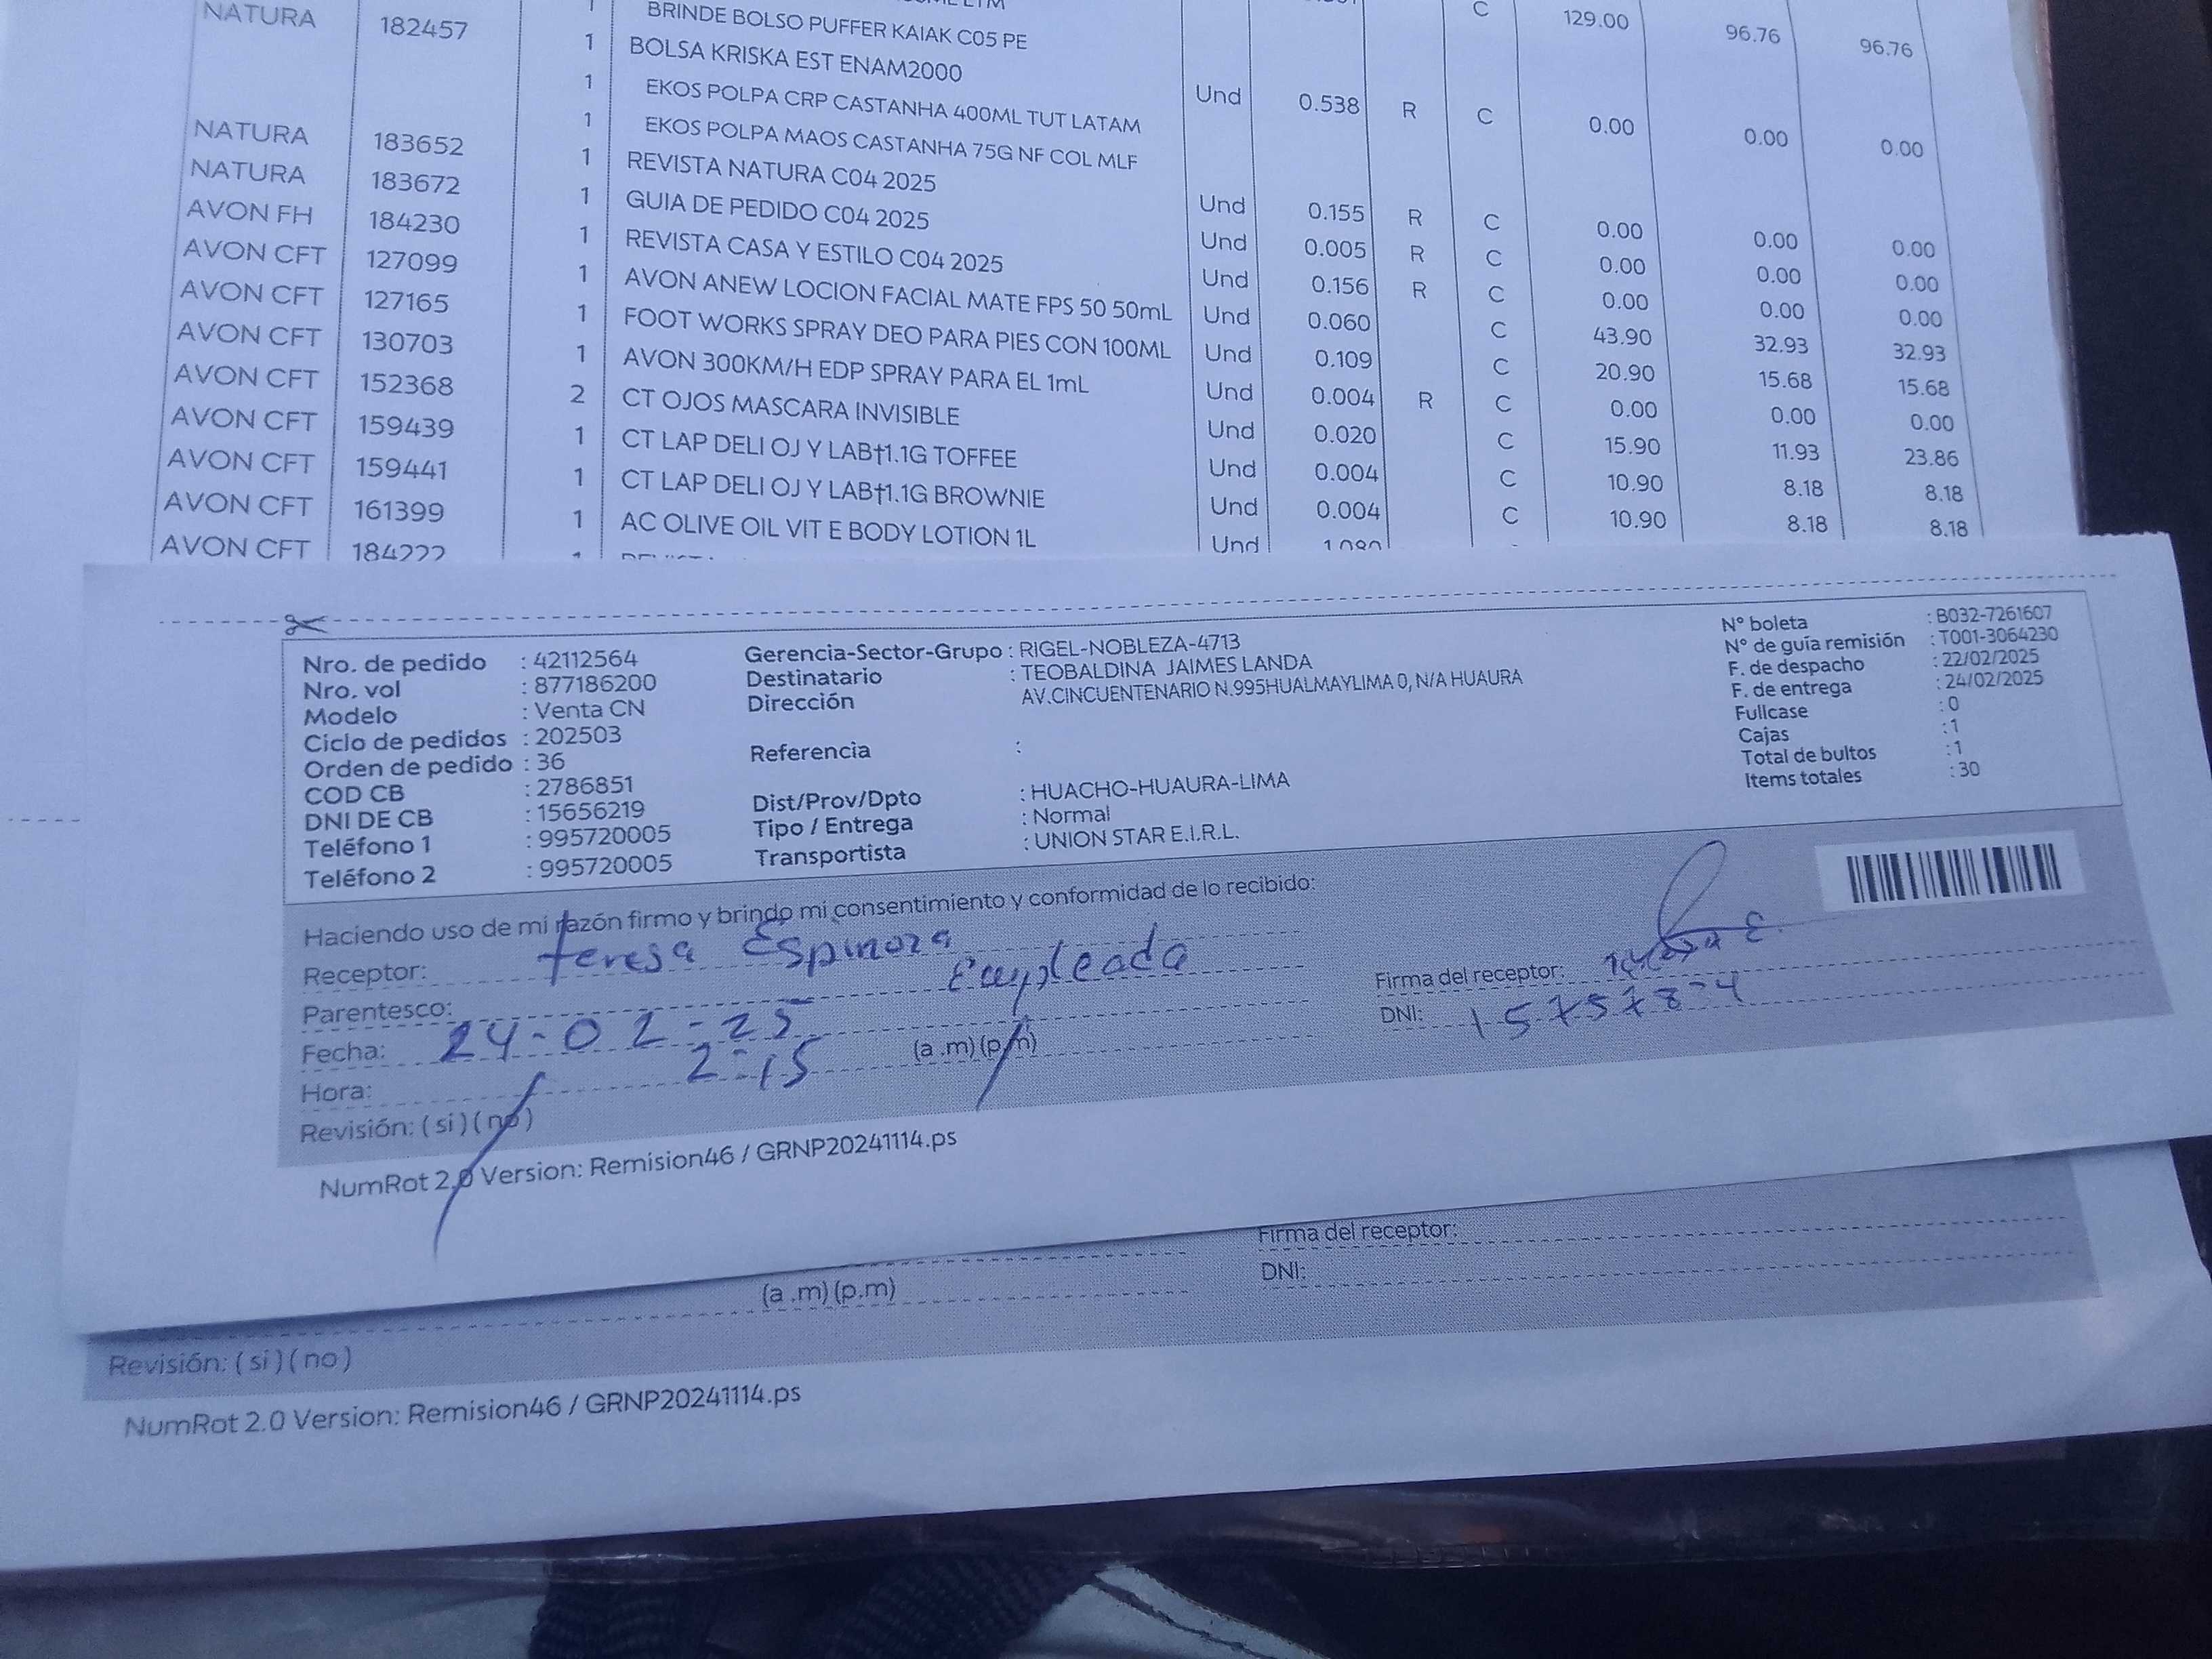 NATURA 182457 1 BRINDE BOLSO PUFFER KAIAK C05 PE C 129.00 96.76 96.76
1 BOLSA KRISKA EST ENAM2000 Und 0.538 R C 0.00 0.00 0.00
1 EKOS POLPA CRP CASTANHA 400ML TUT LATAM
1 EKOS POLPA MAOS CASTANHA 75G NF COL MLF
NATURA 183652 1 REVISTA NATURA C04 2025 Und 0.155 R C 0.00 0.00 0.00
NATURA 183672 1 GUIA DE PEDIDO C04 2025 Und 0.005 R C 0.00 0.00 0.00
AVON FH 184230 1 REVISTA CASA Y ESTILO C04 2025 Und 0.156 R C 0.00 0.00 0.00
AVON CFT 127099 1 AVON ANEW LOCION FACIAL MATE FPS 50 50mL Und 0.060 C 43.90 32.93 32.93
AVON CFT 127165 1 FOOT WORKS SPRAY DEO PARA PIES CON 100ML Und 0.109 C 20.90 15.68 15.68
AVON CFT 130703 1 AVON 300KM/H EDP SPRAY PARA EL 1mL Und 0.004 R C 0.00 0.00 0.00
AVON CFT 152368 2 CT OJOS MASCARA INVISIBLE Und 0.020 C 15.90 11.93 23.86
AVON CFT 159439 1 CT LAP DELI OJ Y LAB†1.1G TOFFEE Und 0.004 C 10.90 8.18 8.18
AVON CFT 159441 1 CT LAP DELI OJ Y LAB†1.1G BROWNIE Und 0.004 C 10.90 8.18 8.18
AVON CFT 161399 1 AC OLIVE OIL VIT E BODY LOTION 1L Und 1.080
AVON CFT 184222 1
Nro. de pedido : 42112564
Nro. vol : 877186200
Modelo : Venta CN
Ciclo de pedidos : 202503
Orden de pedido : 36
COD CB : 2786851
DNI DE CB : 15656219
Teléfono 1 : 995720005
Teléfono 2 : 995720005
Gerencia-Sector-Grupo : RIGEL-NOBLEZA-4713
Destinatario : TEOBALDINA JAIMES LANDA
Dirección AV.CINCUENTENARIO N.995HUALMAYLIMA 0, N/A HUAURA
Referencia :
Dist/Prov/Dpto : HUACHO-HUAURA-LIMA
Tipo / Entrega : Normal
Transportista : UNION STAR E.I.R.L.
N° boleta : B032-7261607
N° de guía remisión : T001-3064230
F. de despacho : 22/02/2025
F. de entrega : 24/02/2025
Fullcase : 0
Cajas : 1
Total de bultos : 1
Items totales : 30
Haciendo uso de mi razón firmo y brindo mi consentimiento y conformidad de lo recibido:
Receptor: teresa Espinoza
Parentesco: Empleada
Fecha: 24-02-25
Hora: 2:15 (a .m) (p.m)
Revisión: ( si ) ( no )
Firma del receptor:
DNI:
NumRot 2.0 Version: Remision46 / GRNP20241114.ps
Firma del receptor:
DNI:
(a .m) (p.m)
Revisión: ( si ) ( no )
NumRot 2.0 Version: Remision46 / GRNP20241114.ps